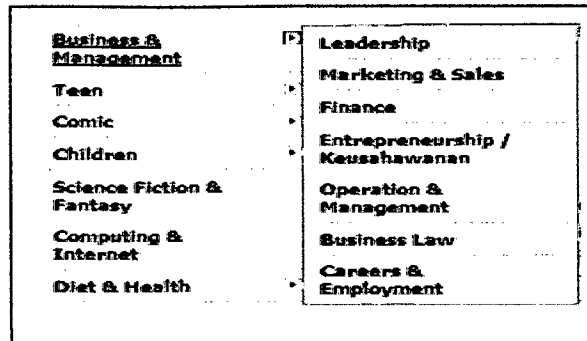 Business &
Management
Teen
Comic
Children
Science Fiction &
Fantasy
Computing &
Internet
Diet & Health
Leadership
Marketing & Sales
Finance
Entrepreneurship /
Keusahawanan
Operation &
Management
Business Law
Careers &
Employment